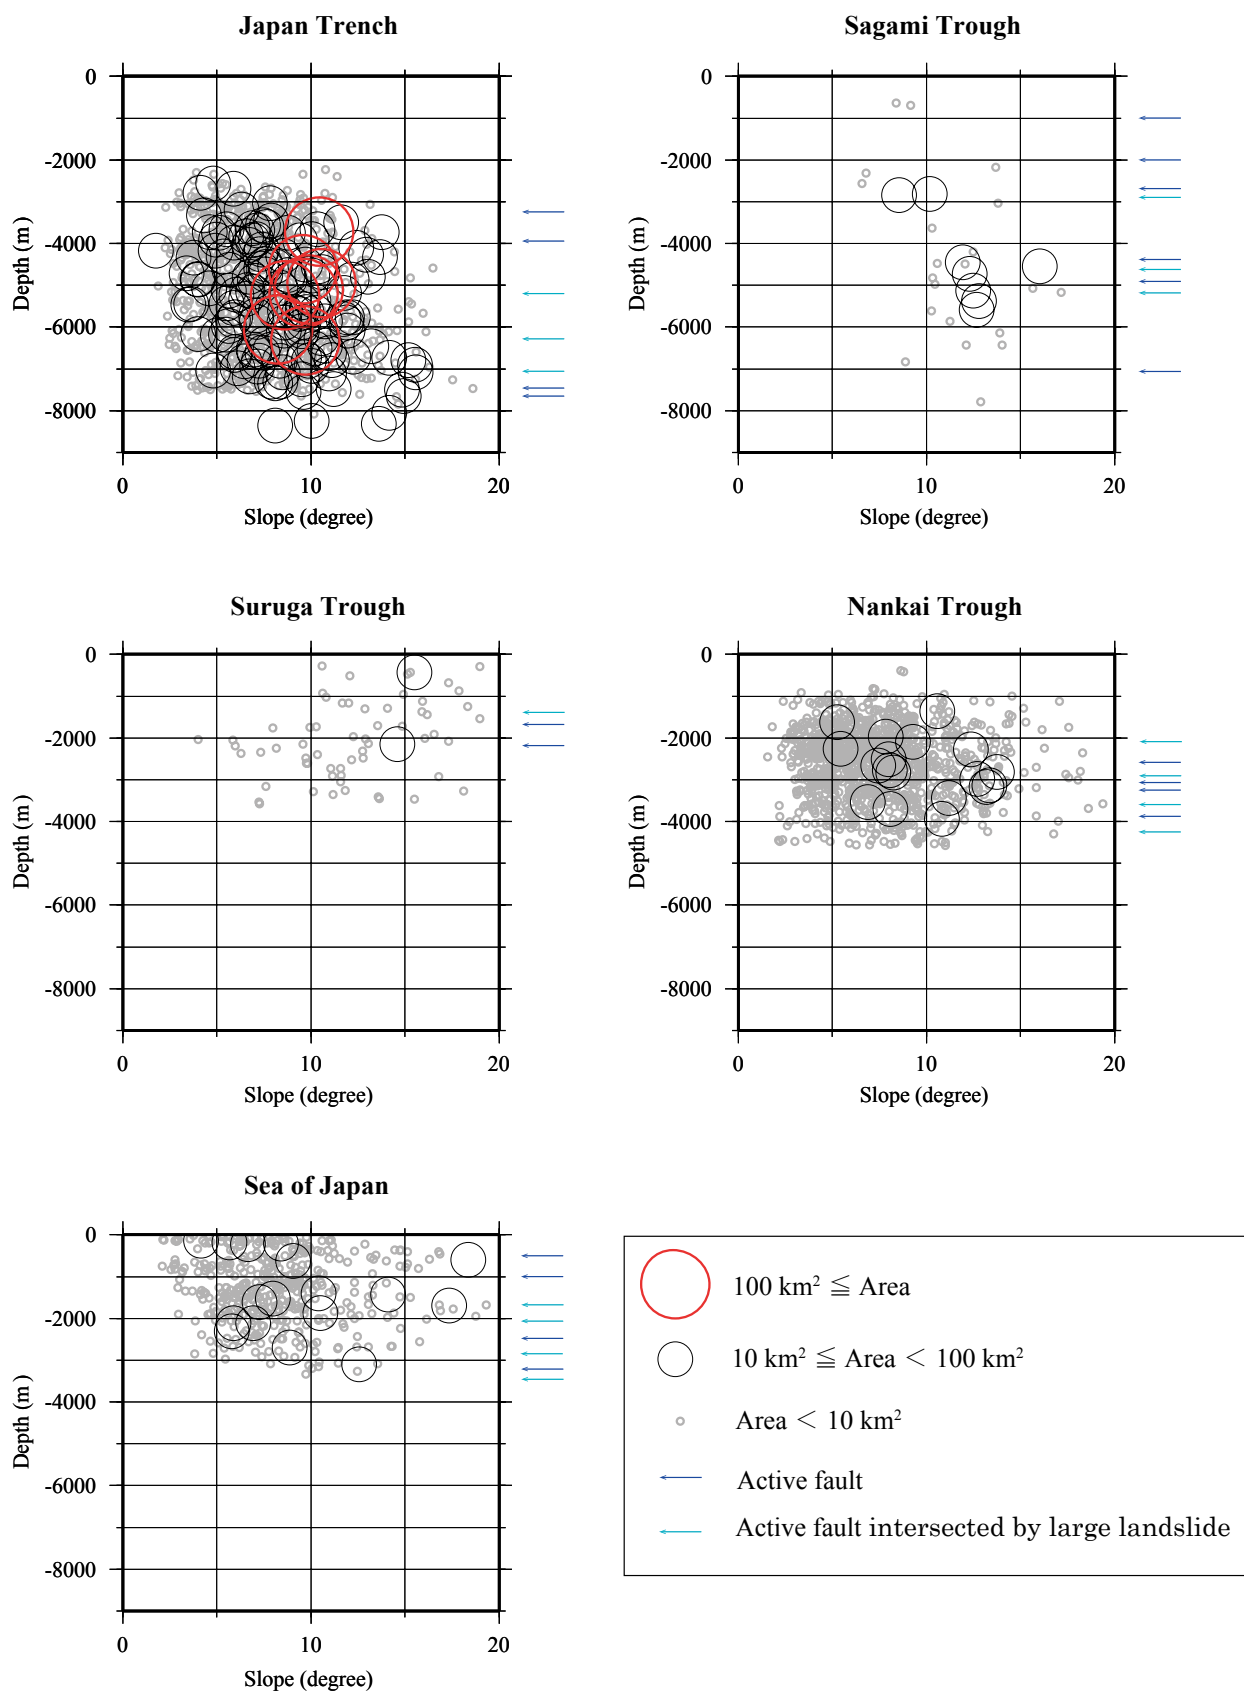 Japan Trench
0
-2000
-4000
-6000
-8000
Depth (m)
0 10 20
Slope (degree)
Sagami Trough
0
-2000
-4000
-6000
-8000
Depth (m)
0 10 20
Slope (degree)
Suruga Trough
0
-2000
-4000
-6000
-8000
Depth (m)
0 10 20
Slope (degree)
Nankai Trough
0
-2000
-4000
-6000
-8000
Depth (m)
0 10 20
Slope (degree)
Sea of Japan
0
-2000
-4000
-6000
-8000
Depth (m )
0 10 20
Slope (degree)
100 km² ≦ Area
10 km² ≦ Area < 100 km²
Area < 10 km²
Active fault
Active fault intersected by large landslide